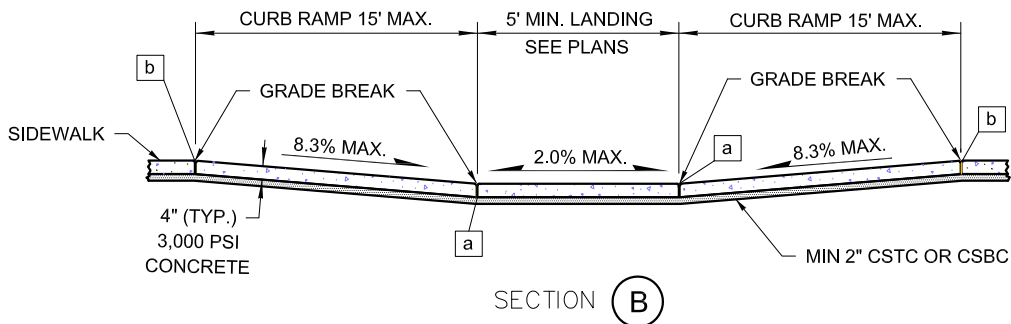 CURB RAMP 15' MAX.
5' MIN. LANDING
SEE PLANS
CURB RAMP 15' MAX.
b
GRADE BREAK
GRADE BREAK
b
SIDEWALK
8.3% MAX.
2.0% MAX.
a
8.3% MAX.
4" (TYP.)
3,000 PSI
CONCRETE
a
MIN 2" CSTC OR CSBC
SECTION B